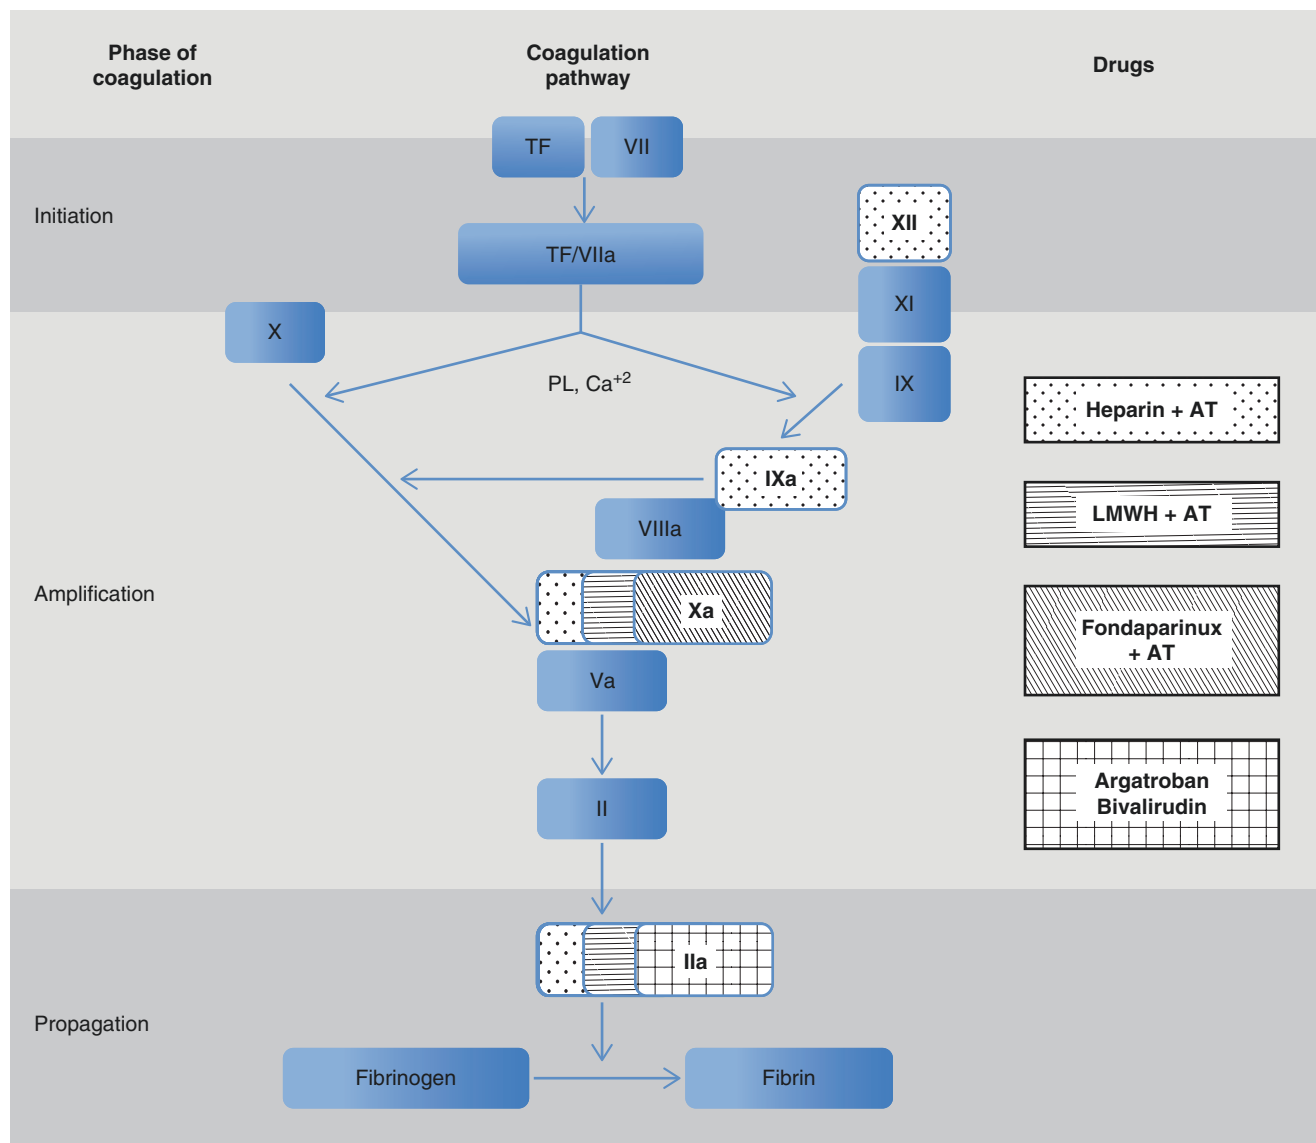 Phase of
coagulation
Coagulation
pathway
Drugs
TF
VII
Initiation
XII
TF/VIIa
XI
X
PL, Ca+2
IX
Heparin + AT
IXa
LMWH + AT
VIIIa
Amplification
Xa
Fondaparinux
+ AT
Va
II
Argatroban
Bivalirudin
IIa
Propagation
Fibrinogen
Fibrin